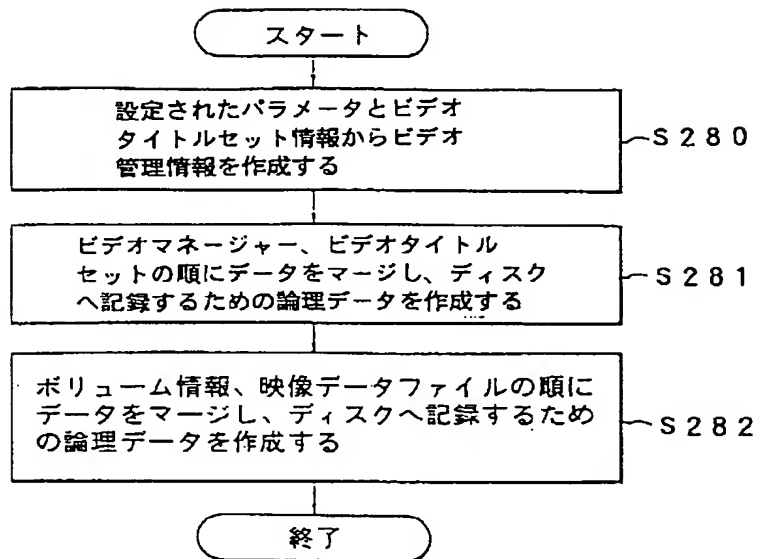 スタート
設定されたパラメータとビデオ
タイトルセット情報からビデオ
管理情報を作成する
S280
ビデオマネージャー、ビデオタイトル
セットの順にデータをマージし、ディスク
へ記録するための論理データを作成する
S281
ボリューム情報、映像データファイルの順に
データをマージし、ディスクへ記録するため
の論理データを作成する
S282
終了